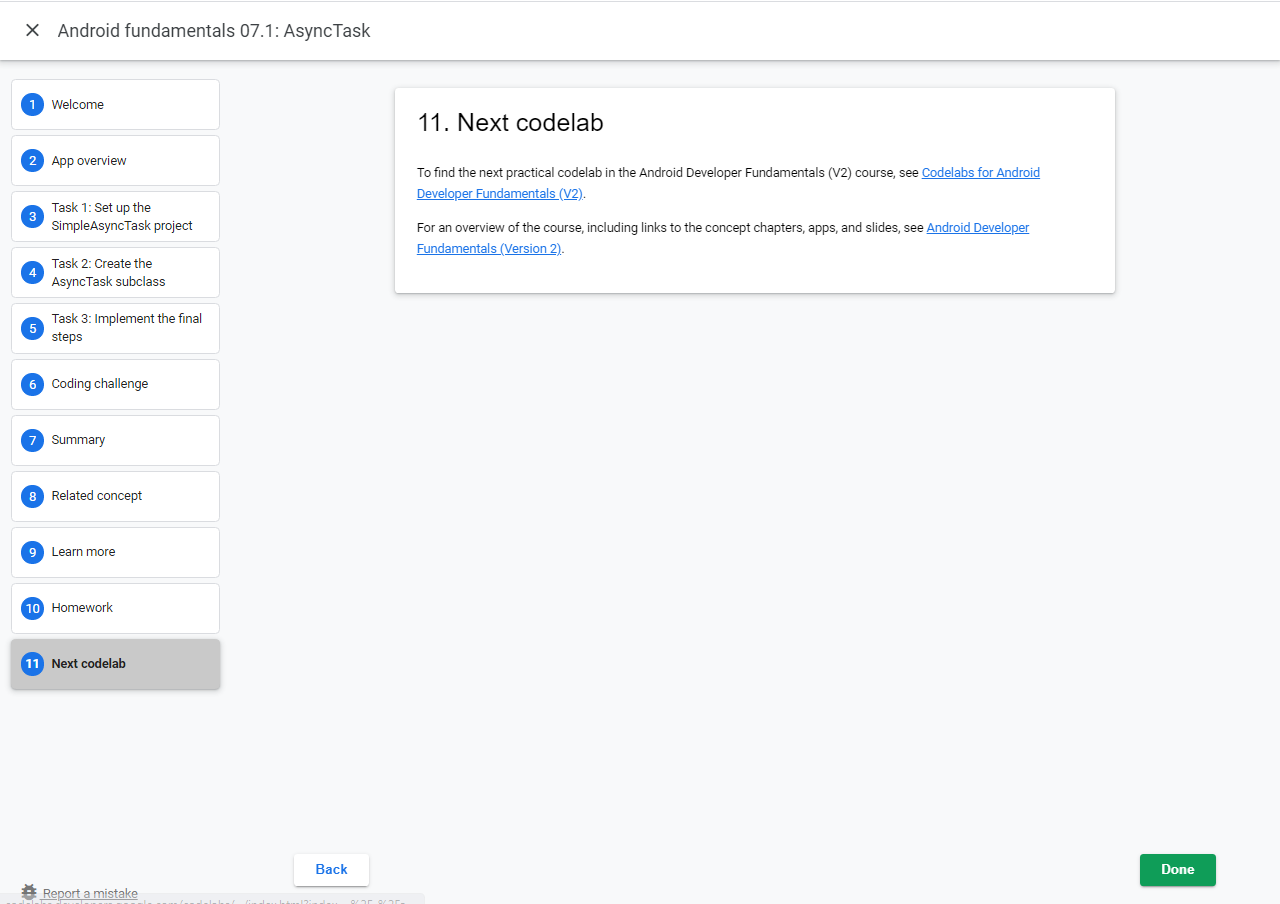 Android fundamentals 07.1: AsyncTask
1 Welcome
2 App overview
3 Task 1: Set up the
SimpleAsyncTask project
4 Task 2: Create the
AsyncTask subclass
5 Task 3: Implement the final
steps
6 Coding challenge
7 Summary
8 Related concept
9 Learn more
10 Homework
11 Next codelab
11. Next codelab
To find the next practical codelab in the Android Developer Fundamentals (V2) course, see Codelabs for Android
Developer Fundamentals (V2).
For an overview of the course, including links to the concept chapters, apps, and slides, see Android Developer
Fundamentals (Version 2).
Back
Done
Report a mistake